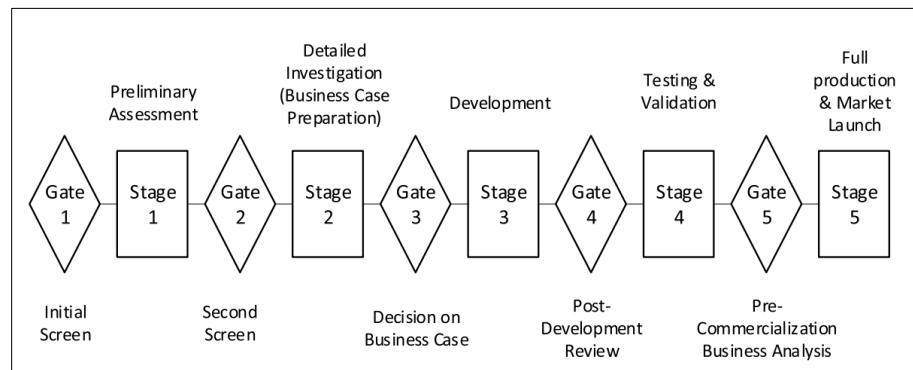 Preliminary
Assessment
Detailed
Investigation
(Business Case
Preparation)
Development
Testing &
Validation
Full
production
& Market
Launch
Gate
1
Stage
1
Gate
2
Stage
2
Gate
3
Stage
3
Gate
4
Stage
4
Gate
5
Stage
5
Initial
Screen
Second
Screen
Decision on
Business Case
Post-
Development
Review
Pre-
Commercialization
Business Analysis